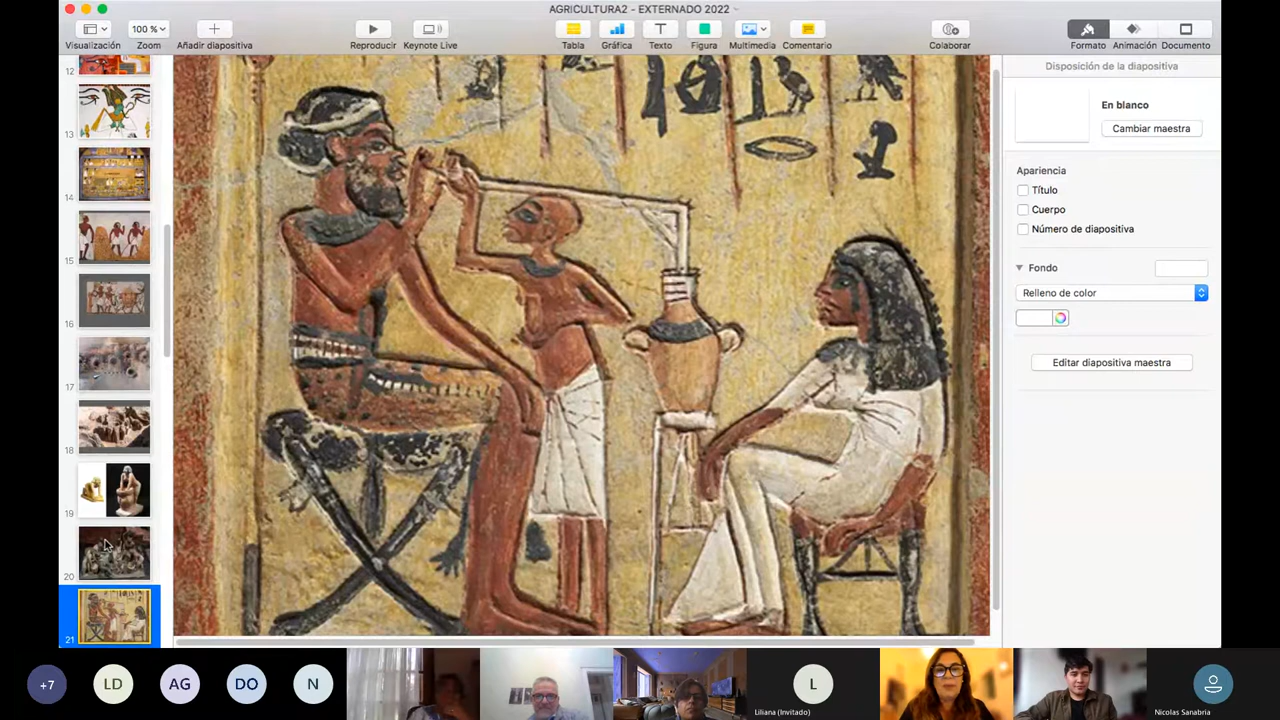 AGRICULTURA2 - EXTERNADO 2022
100 %
Visualización Zoom Añadir diapositiva Reproducir Keynote Live Tabla Gráfica Texto Figura Multimedia Comentario Colaborar Formato Animación Documento
Disposición de la diapositiva
En blanco
Cambiar maestra
Apariencia
Título
Cuerpo
Número de diapositiva
Fondo
Relleno de color
Editar diapositiva maestra
12
13
14
15
16
17
18
19
20
21
+7 LD AG DO N L
Liliana (Invitado)
Nicolas Sanabria